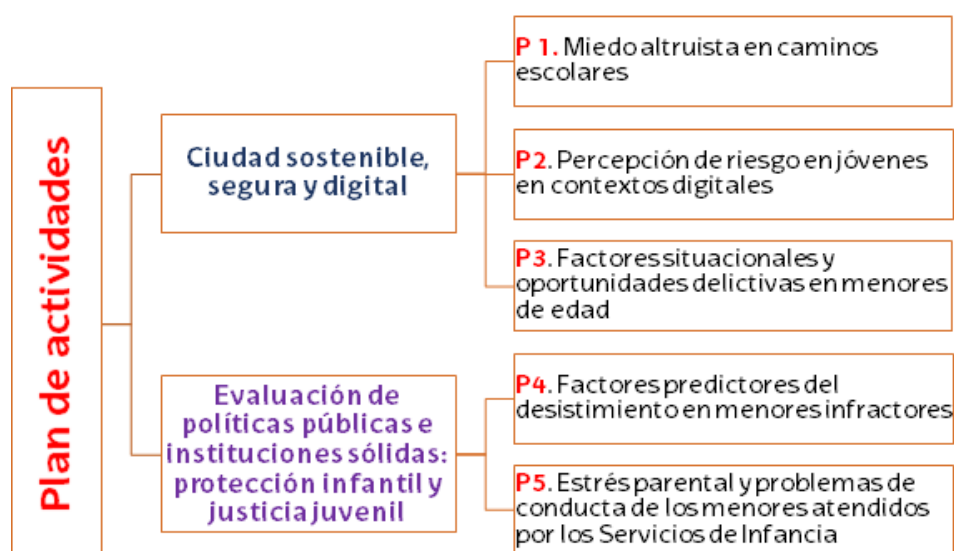 Plan de actividades
Ciudad sostenible,
segura y digital
P 1. Miedo altruista en caminos
escolares
P2. Percepción de riesgo en jóvenes
en contextos digitales
P3. Factores situacionales y
oportunidades delictivas en menores
de edad
Evaluación de
políticas públicas e
instituciones sólidas:
protección infantil y
justicia juvenil
P4. Factores predictores del
desistimiento en menores infractores
P5. Estrés parental y problemas de
conducta de los menores atendidos
por los Servicios de Infancia